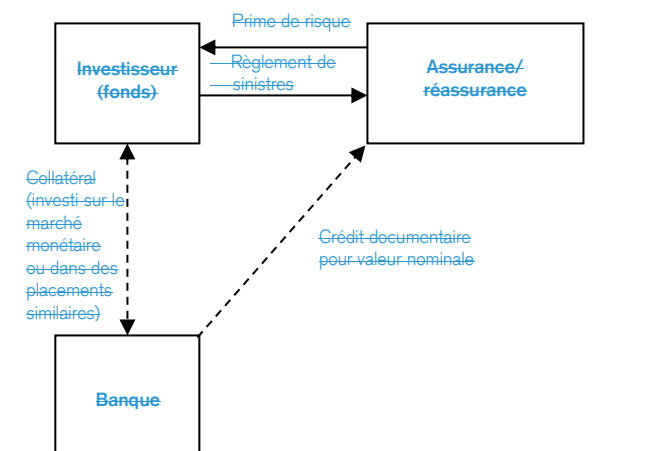 Prime de risque
Investisseur
(fonds)
Règlement de
sinistres
Assurance/
réassurance
Collatéral
(investi sur le
marché
monétaire
ou dans des
placements
similaires)
Crédit documentaire
pour valeur nominale
Banque